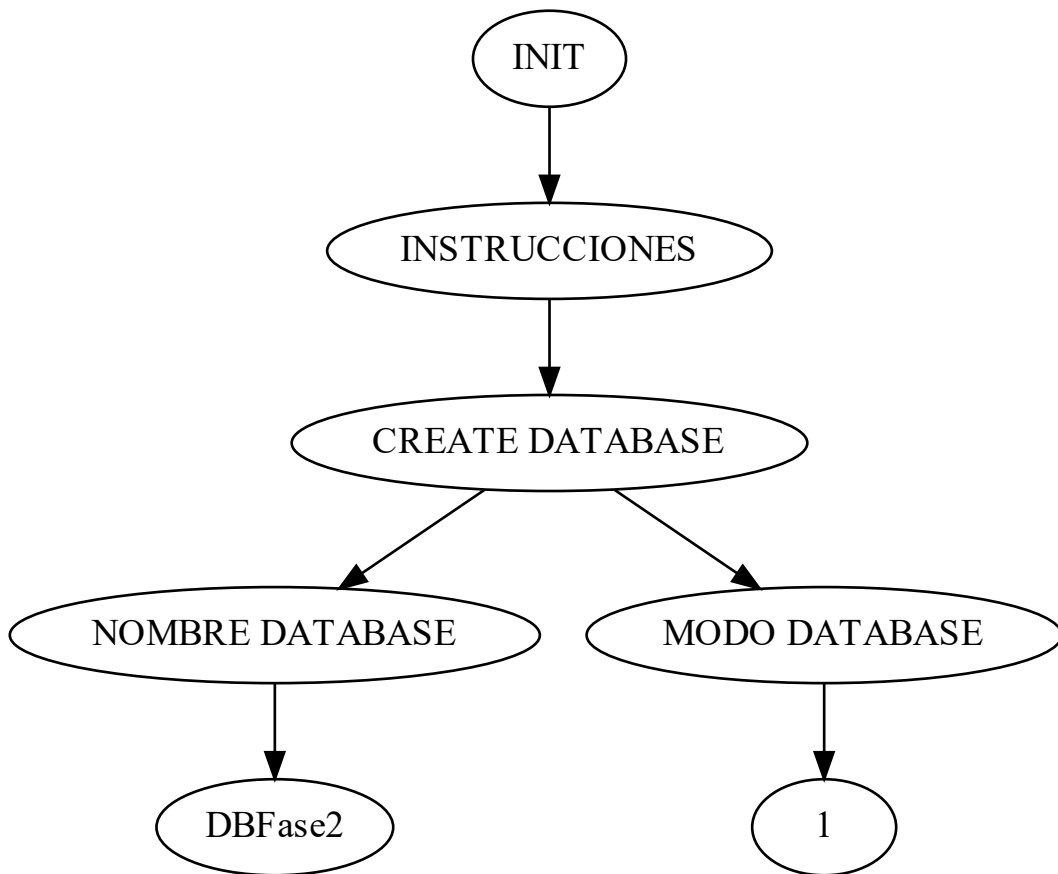 INIT
INSTRUCCIONES
CREATE DATABASE
NOMBRE DATABASE
MODO DATABASE
DBFase2
1